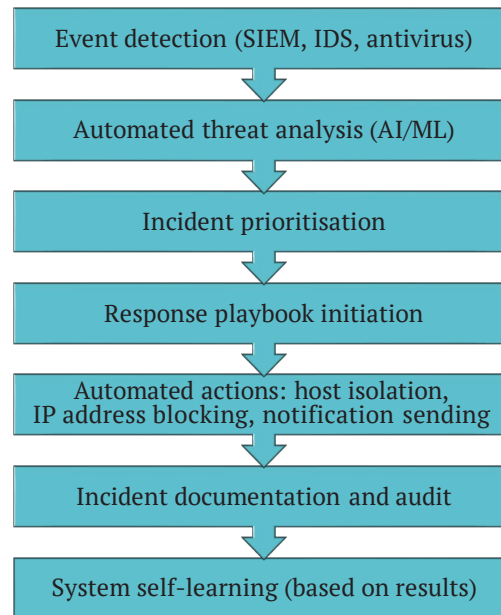 Event detection (SIEM, IDS, antivirus)
Automated threat analysis (AI/ML)
Incident prioritisation
Response playbook initiation
Automated actions: host isolation,
IP address blocking, notification sending
Incident documentation and audit
System self-learning (based on results)